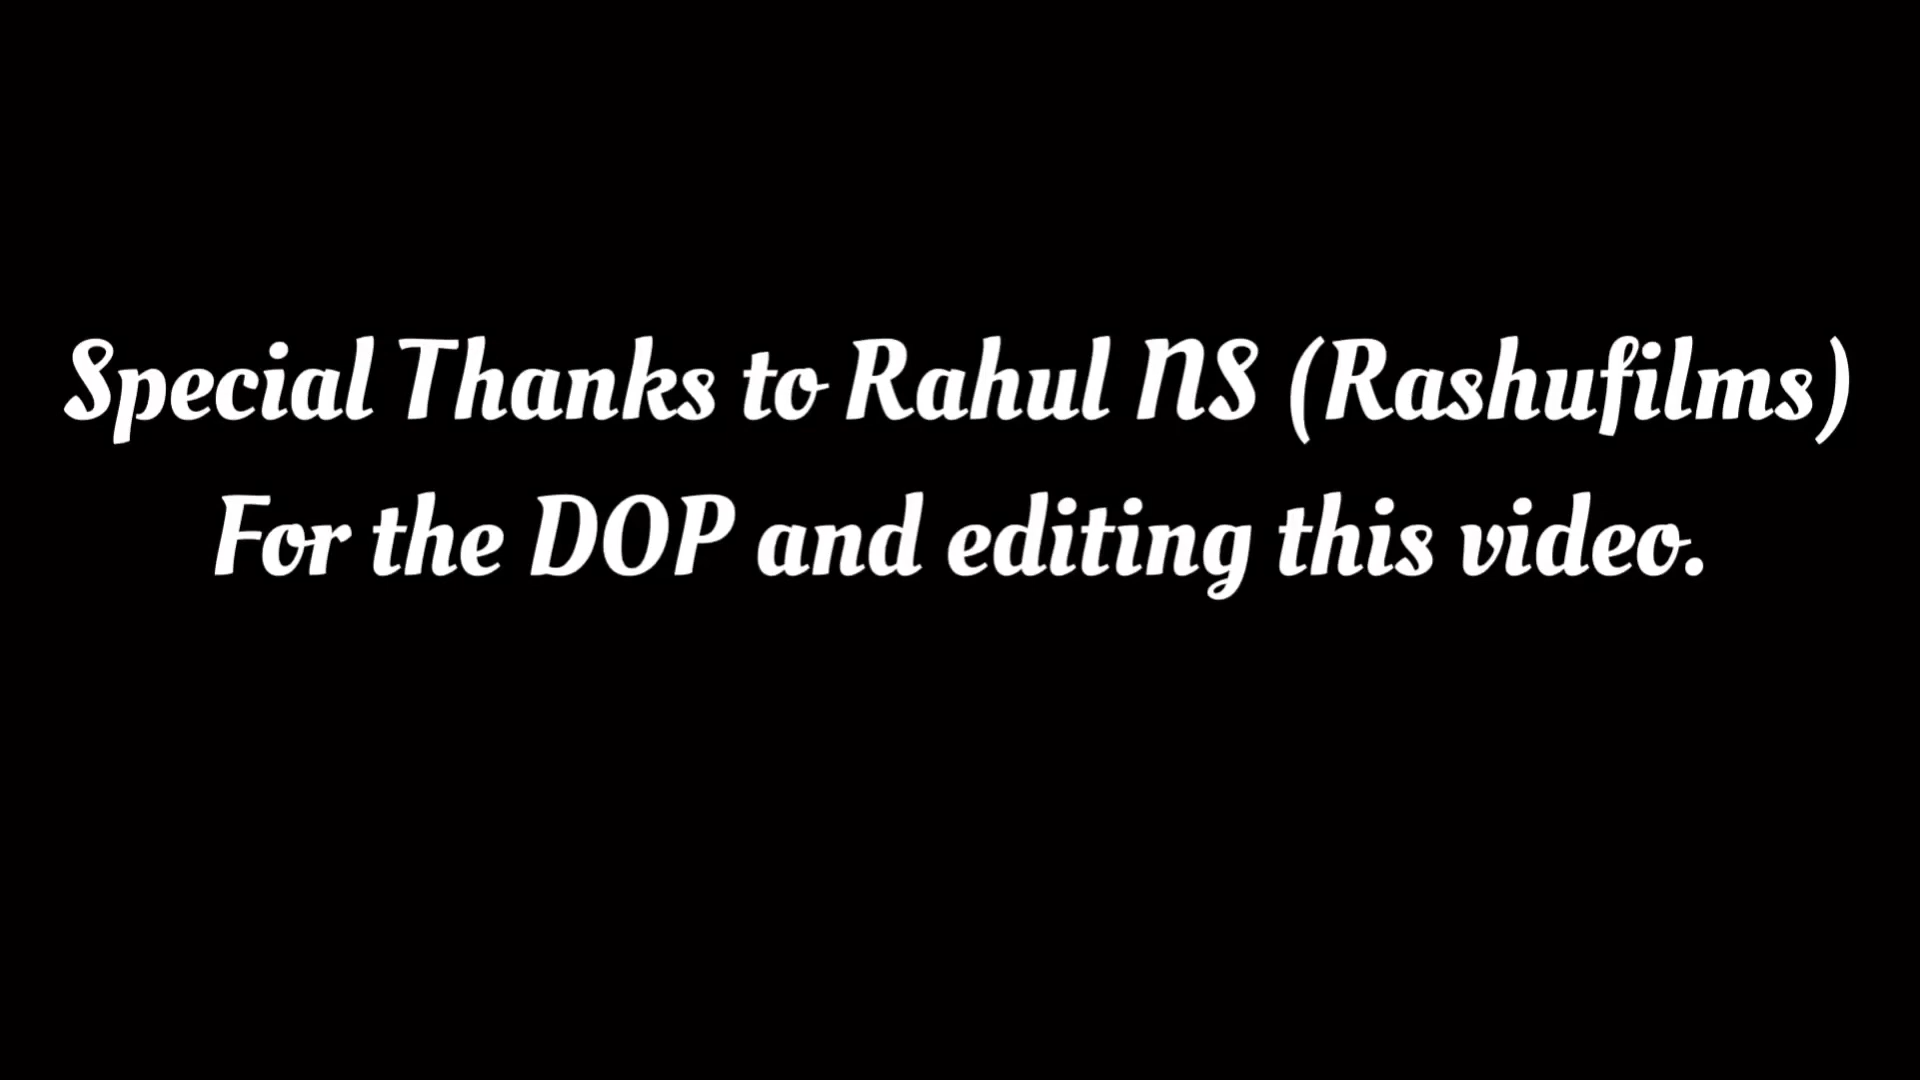 Special Thanks to Rahul NS (Rashufilms)
For the DOP and editing this video.